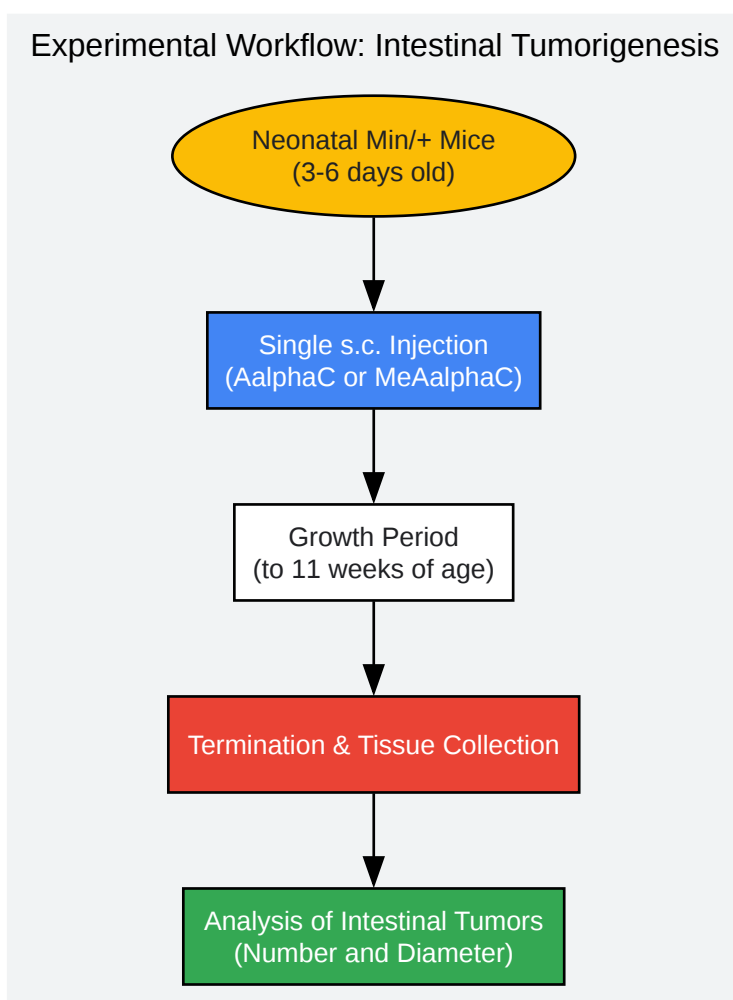 Experimental Workflow: Intestinal Tumorigenesis
Neonatal Min/+ Mice
(3-6 days old)
Single s.c. Injection
(AalphaC or MeAalphaC)
Growth Period
(to 11 weeks of age)
Termination & Tissue Collection
Analysis of Intestinal Tumors
(Number and Diameter)